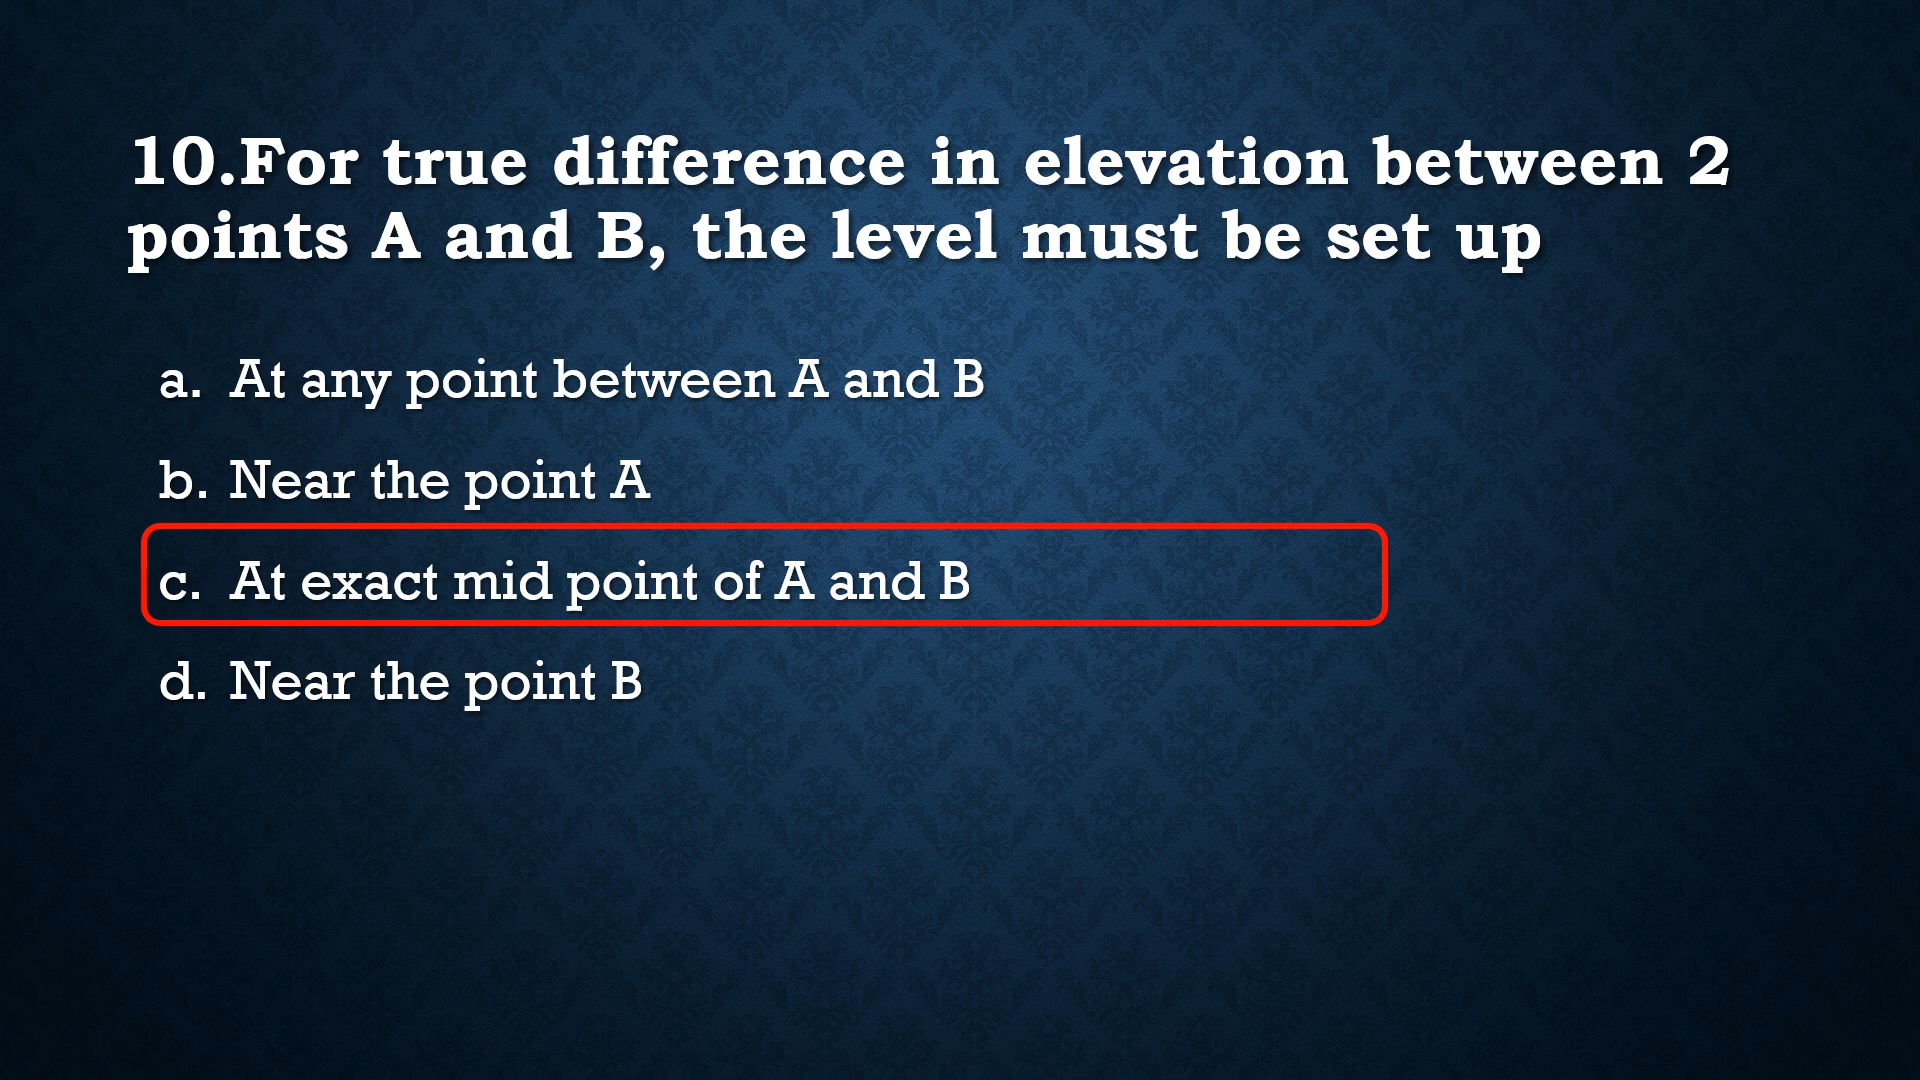 10.For true difference in elevation between 2
points A and B, the level must be set up
a. At any point between A and B
b. Near the point A
c. At exact mid point of A and B
d. Near the point B